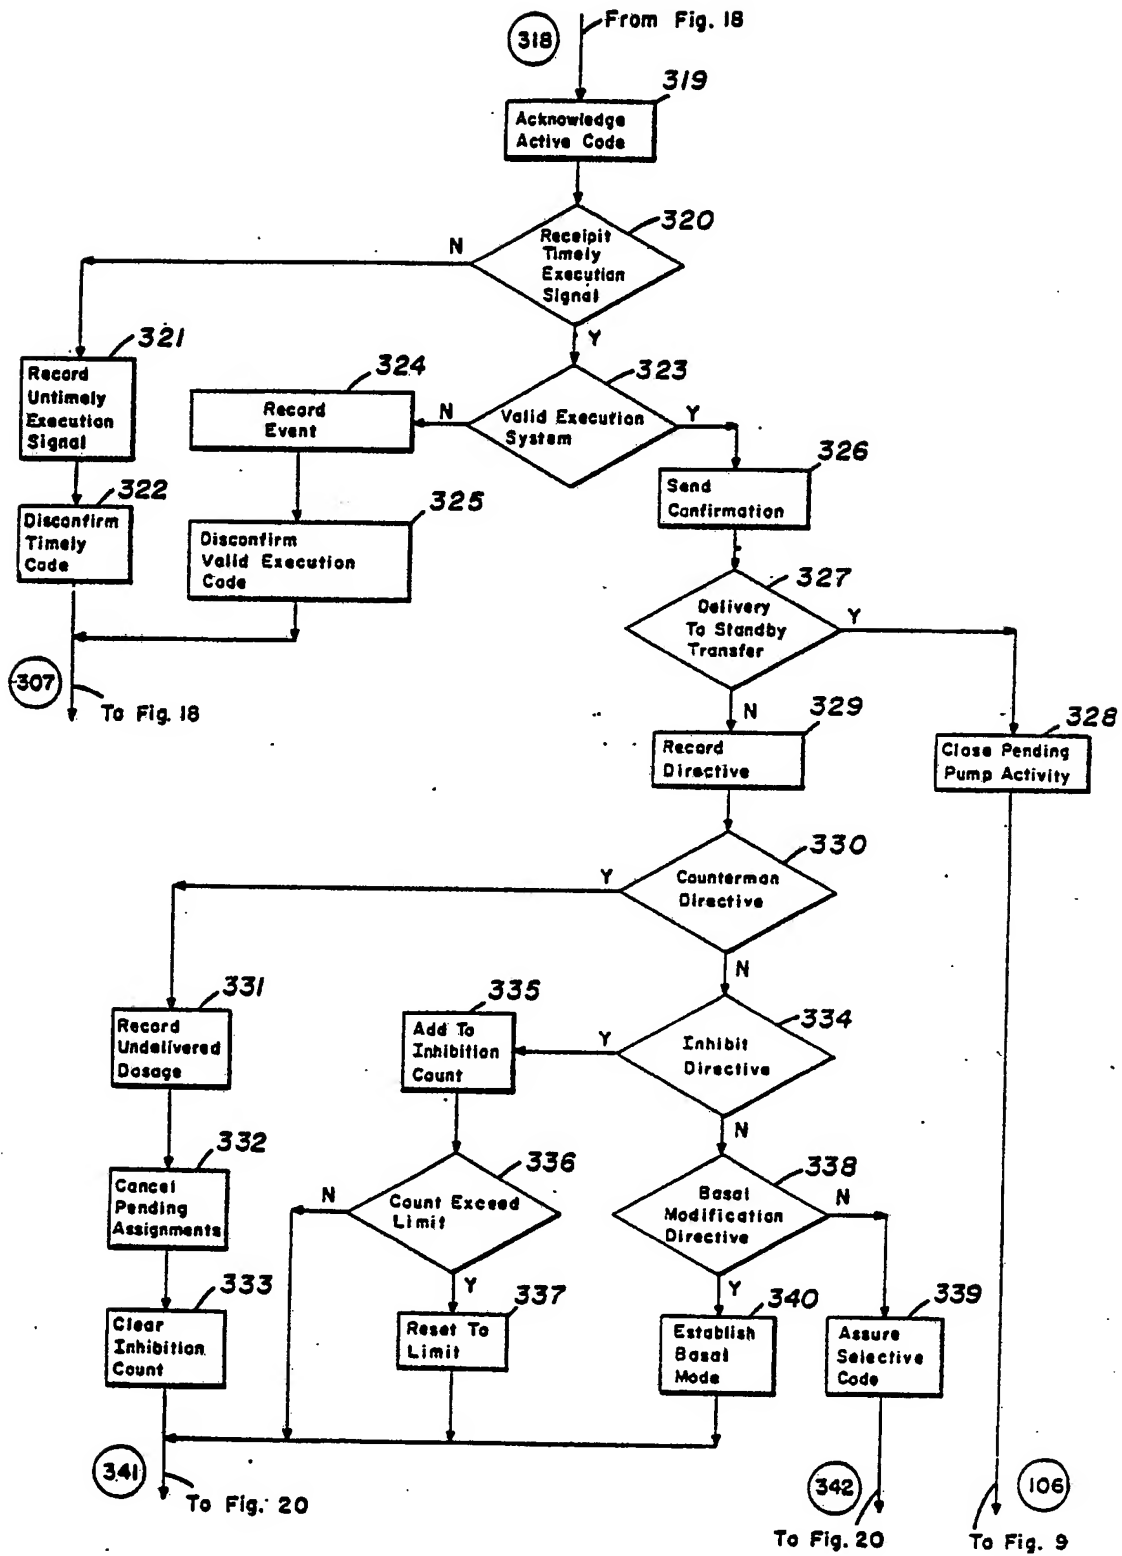 From Fig. 18
318
319
Acknowledge
Active Code
320
Receipit
Timely
Execution
Signal
N
Y
321
Record
Untimely
Execution
Signal
324
Record
Event
N
323
Valid Execution
System
Y
322
Disconfirm
Timely
Code
325
Disconfirm
Valid Execution
Code
326
Send
Confirmation
327
Delivery
To Standby
Transfer
Y
N
307
To Fig. 18
329
Record
Directive
328
Close Pending
Pump Activity
330
Counterman
Directive
Y
N
331
Record
Undelivered
Dosage
335
Add To
Inhibition
Count
Y
334
Inhibit
Directive
N
332
Cancel
Pending
Assignments
336
Count Exceed
Limit
N
Y
338
Basal
Modification
Directive
N
Y
333
Clear
Inhibition
Count
337
Reset To
Limit
340
Establish
Basal
Mode
339
Assure
Selective
Code
341
To Fig. 20
342
To Fig. 20
106
To Fig. 9